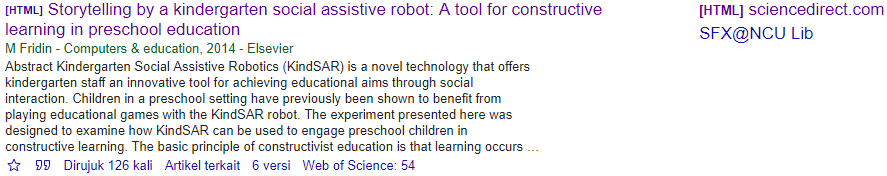 [HTML] Storytelling by a kindergarten social assistive robot: A tool for constructive
learning in preschool education
M Fridin - Computers & education, 2014 - Elsevier
Abstract Kindergarten Social Assistive Robotics (KindSAR) is a novel technology that offers
kindergarten staff an innovative tool for achieving educational aims through social
interaction. Children in a preschool setting have previously been shown to benefit from
playing educational games with the KindSAR robot. The experiment presented here was
designed to examine how KindSAR can be used to engage preschool children in
constructive learning. The basic principle of constructivist education is that learning occurs …
Dirujuk 126 kali Artikel terkait 6 versi Web of Science: 54
[HTML] sciencedirect.com
SFX@NCU Lib